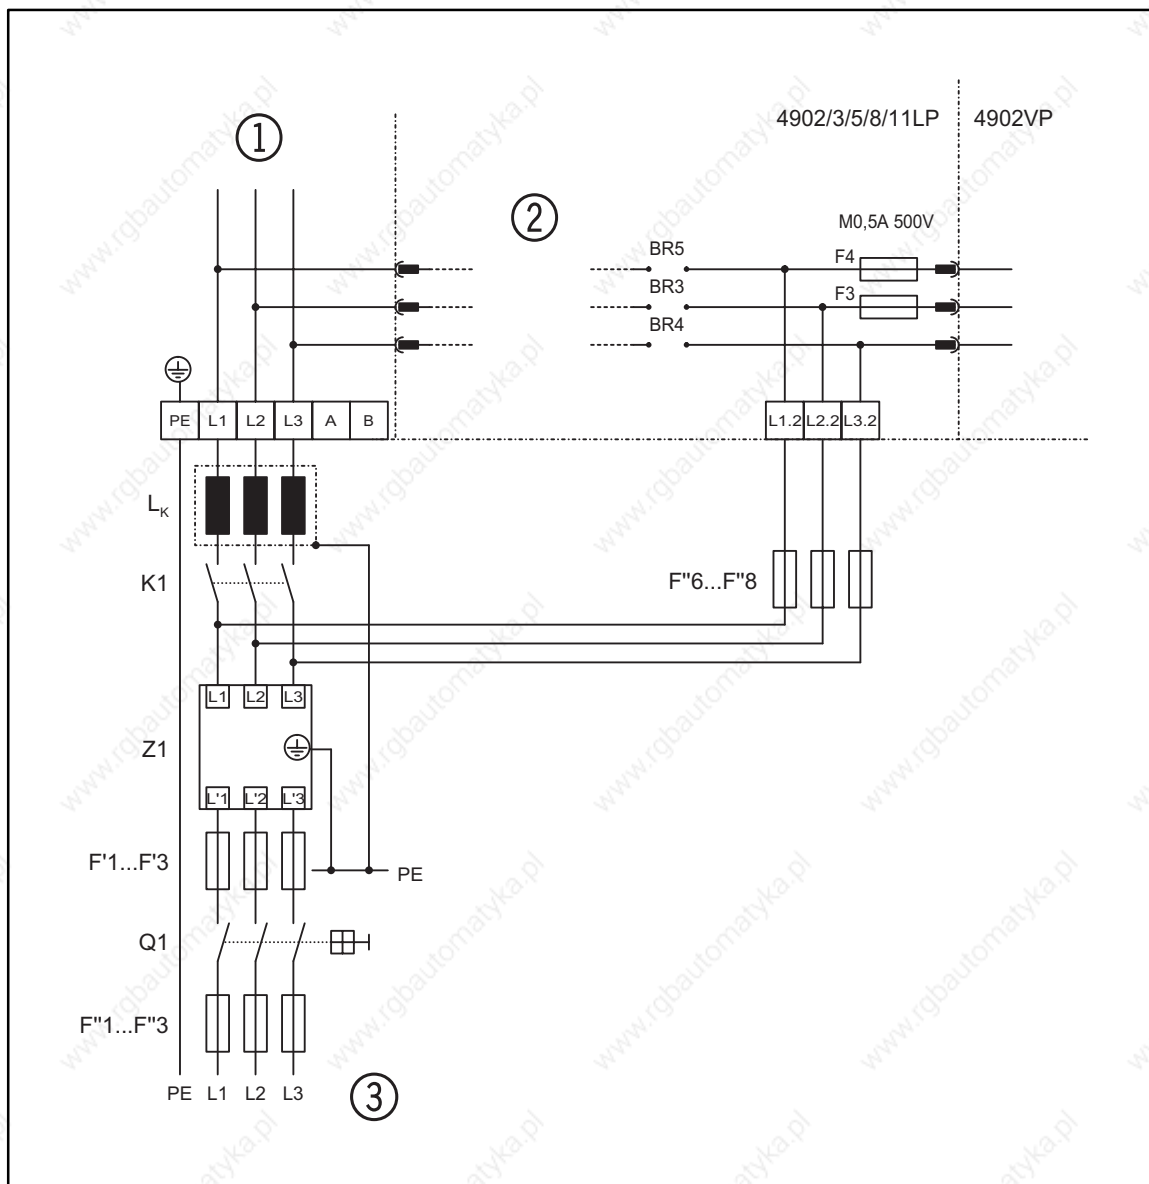 4902/3/5/8/11LP 4902VP
1
2
M0,5A 500V
BR5 F4
BR3 F3
BR4
PE L1 L2 L3 A B L1.2 L2.2 L3.2
LK
K1 F"6...F"8
L1 L2 L3
Z1
L'1 L'2 L'3
F'1...F'3 PE
Q1
F"1...F"3
PE L1 L2 L3
3
www.rgbautomatyka.pl